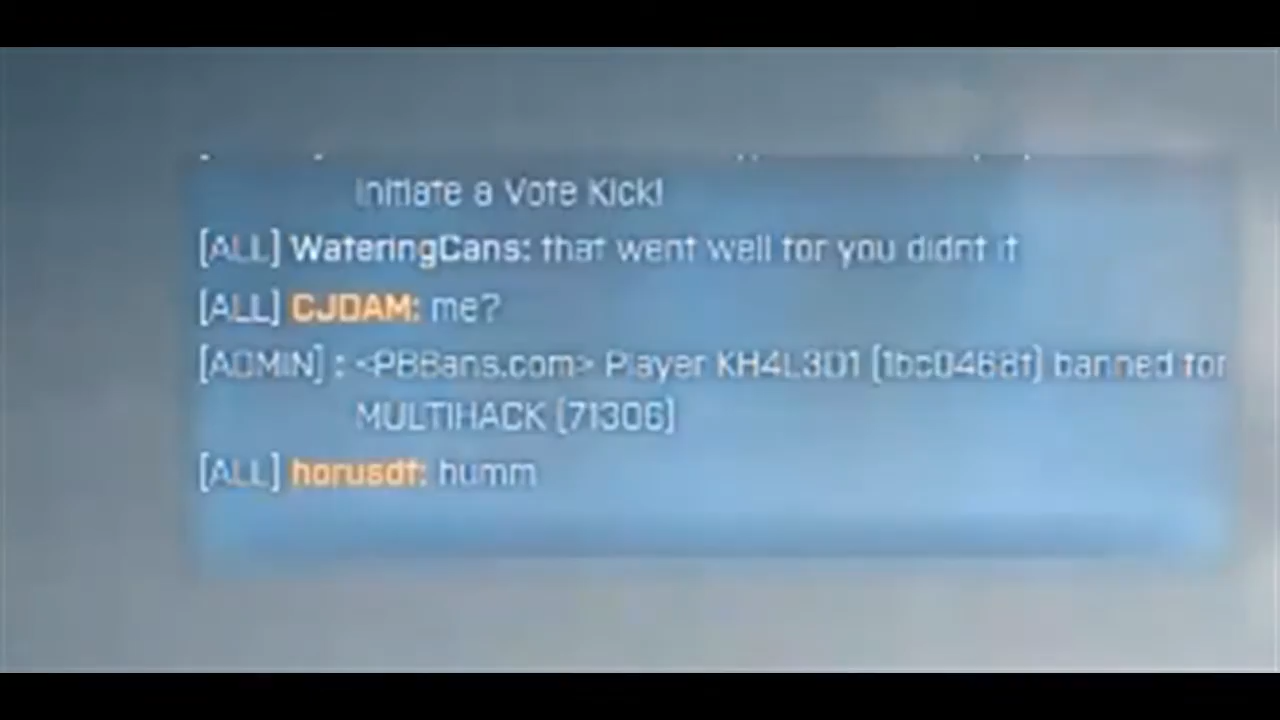 Initiate a Vote Kick!
[ALL] WateringCans: that went well for you didnt it
[ALL] CJDAM: me?
[ADMIN] : <PBBans.com> Player KH4L3D1 (1bc0468f) banned for
MULTIHACK (71306)
[ALL] horusdf: humm